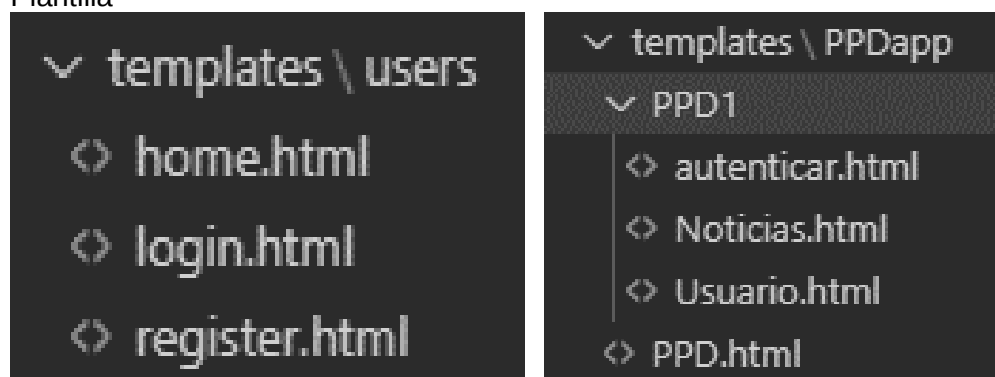 Plantilla
templates \ users
home.html
login.html
register.html
templates \ PPDapp
PPD1
autenticar.html
Noticias.html
Usuario.html
PPD.html